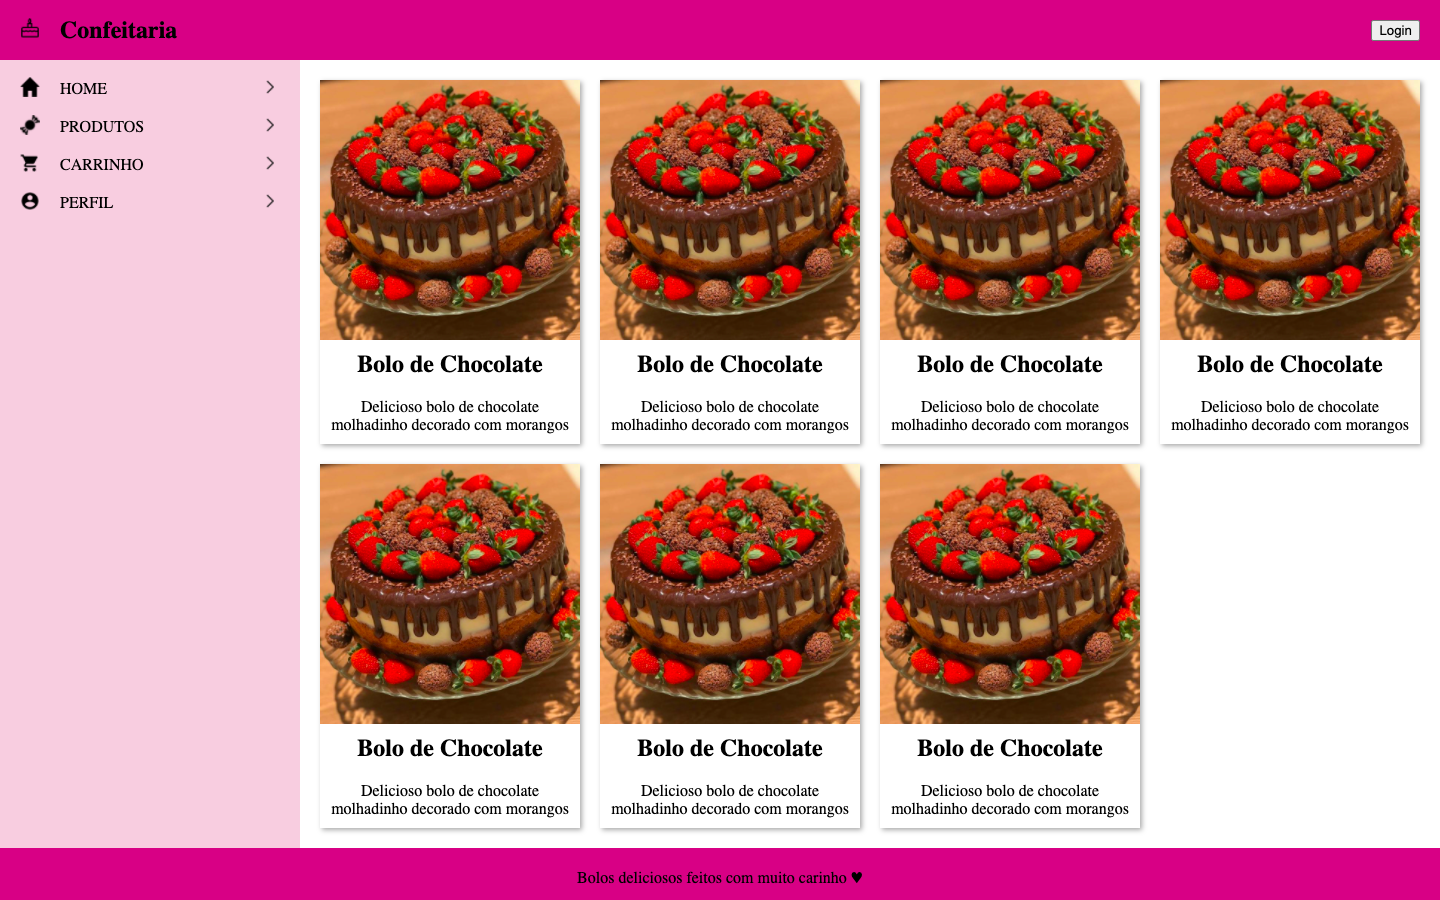 Confeitaria
Login
HOME
PRODUTOS
CARRINHO
PERFIL
Bolo de Chocolate
Delicioso bolo de chocolate
molhadinho decorado com morangos
Bolo de Chocolate
Delicioso bolo de chocolate
molhadinho decorado com morangos
Bolo de Chocolate
Delicioso bolo de chocolate
molhadinho decorado com morangos
Bolo de Chocolate
Delicioso bolo de chocolate
molhadinho decorado com morangos
Bolo de Chocolate
Delicioso bolo de chocolate
molhadinho decorado com morangos
Bolo de Chocolate
Delicioso bolo de chocolate
molhadinho decorado com morangos
Bolo de Chocolate
Delicioso bolo de chocolate
molhadinho decorado com morangos
Bolos deliciosos feitos com muito carinho ♥